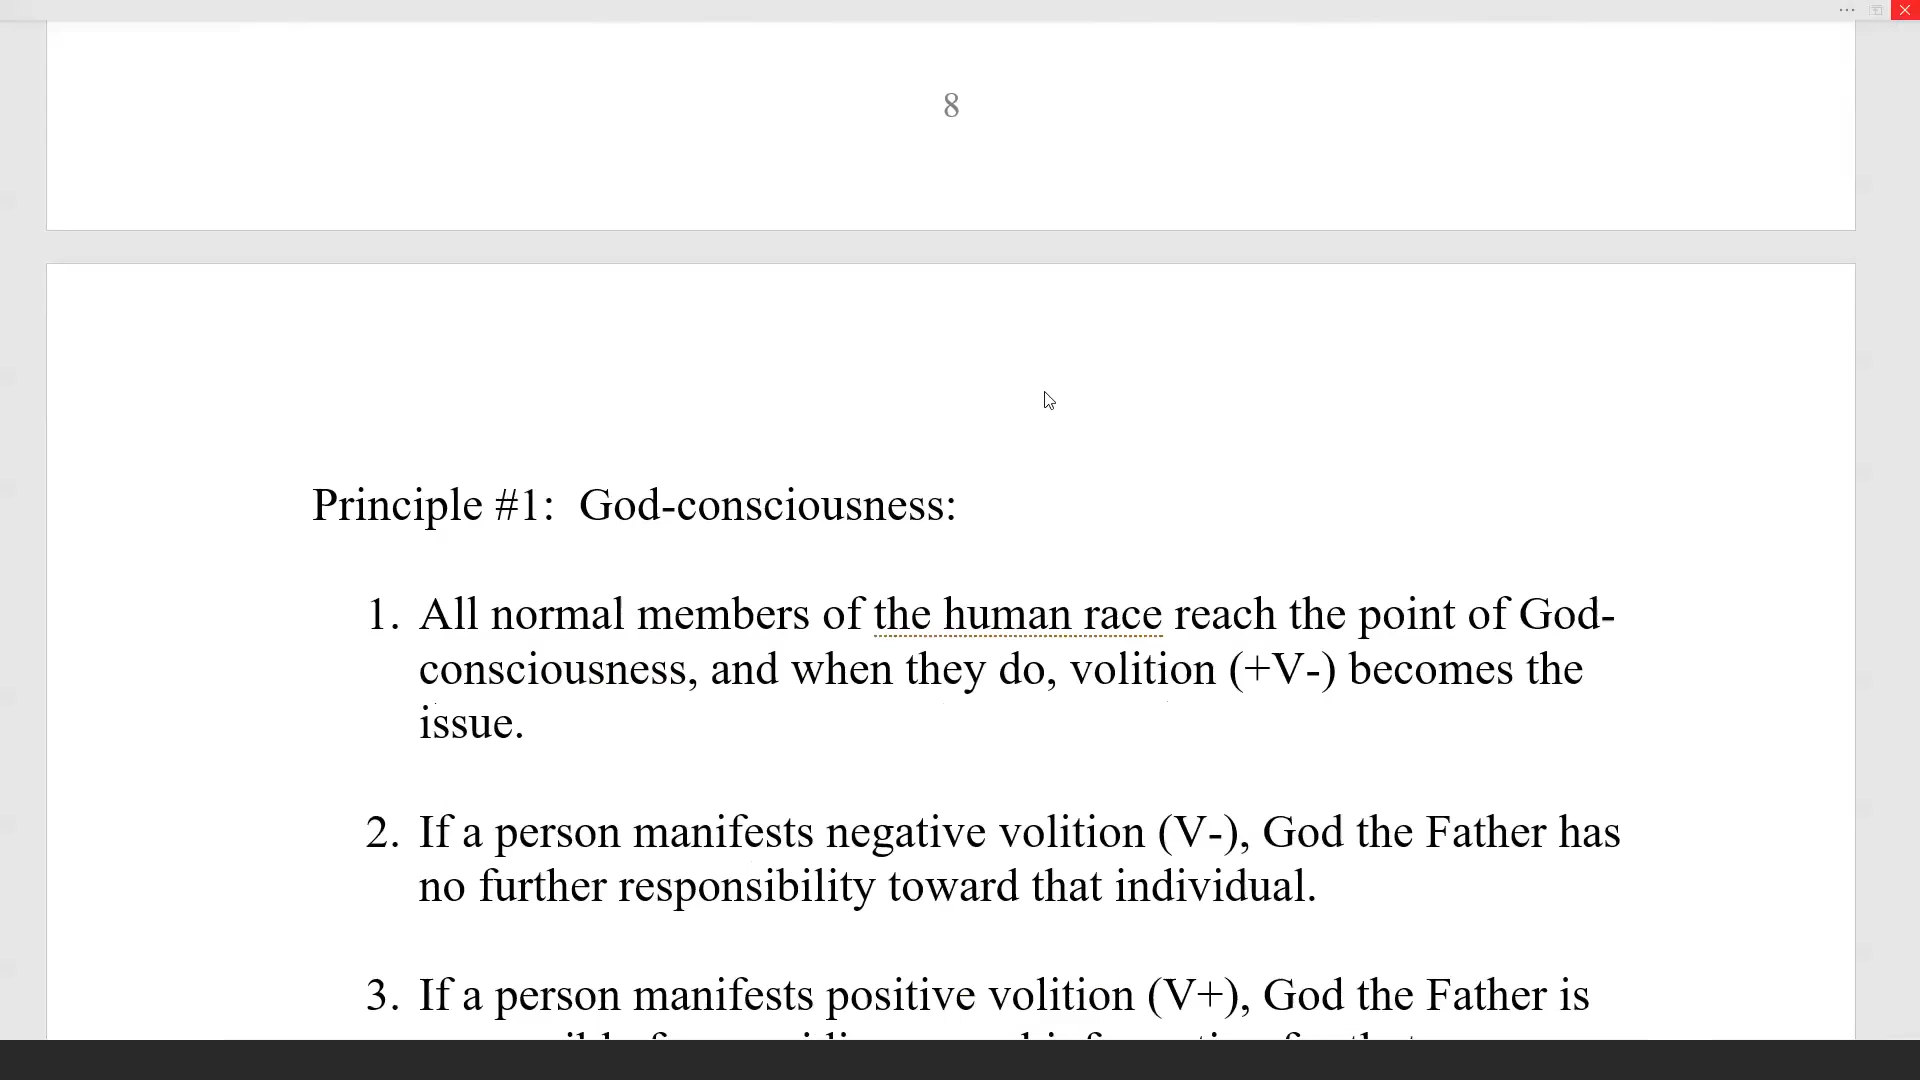 8
Principle #1:  God-consciousness:
1. All normal members of the human race reach the point of God-
consciousness, and when they do, volition (+V-) becomes the
issue.
2. If a person manifests negative volition (V-), God the Father has
no further responsibility toward that individual.
3. If a person manifests positive volition (V+), God the Father is